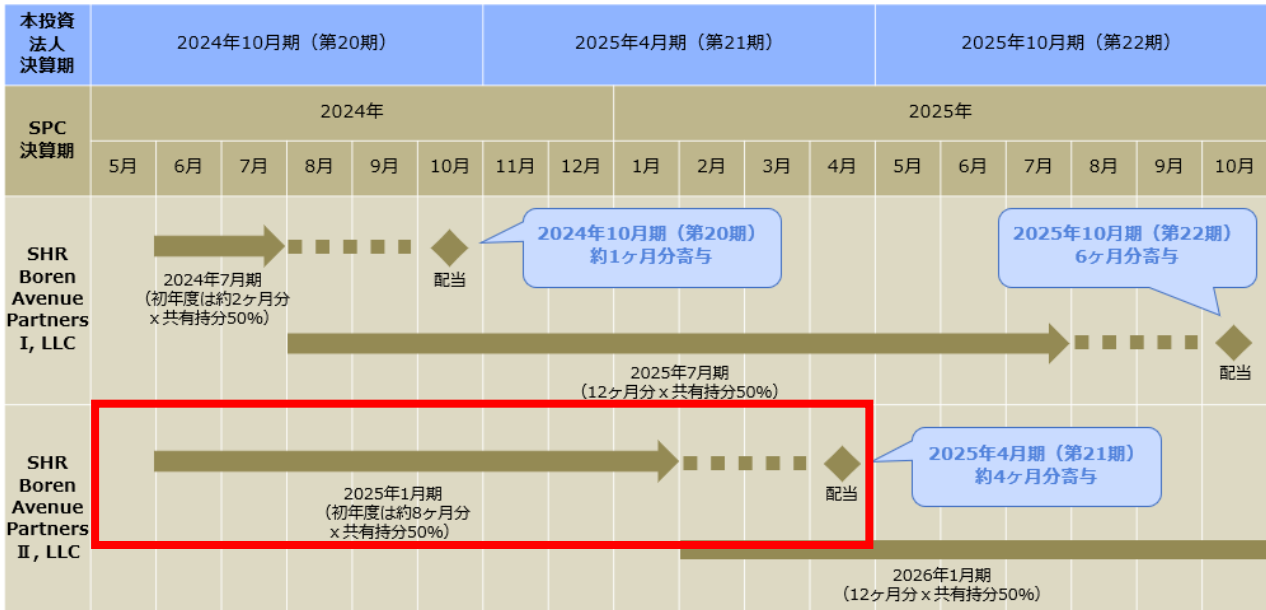 本投資
法人
決算期
2024年10月期（第20期）
2025年4月期（第21期）
2025年10月期（第22期）
SPC
決算期
2024年
2025年
5月
6月
7月
8月
9月
10月
11月
12月
1月
2月
3月
4月
5月
6月
7月
8月
9月
10月
SHR
Boren
Avenue
Partners
I, LLC
2024年7月期
（初年度は約2ヶ月分
x共有持分50%）
配当
2024年10月期（第20期）
約1ヶ月分寄与
2025年10月期（第22期）
6ヶ月分寄与
2025年7月期
（12ヶ月分x共有持分50%）
配当
SHR
Boren
Avenue
Partners
Ⅱ, LLC
2025年1月期
（初年度は約8ヶ月分
x共有持分50%）
配当
2025年4月期（第21期）
約4ヶ月分寄与
2026年1月期
（12ヶ月分x共有持分50%）